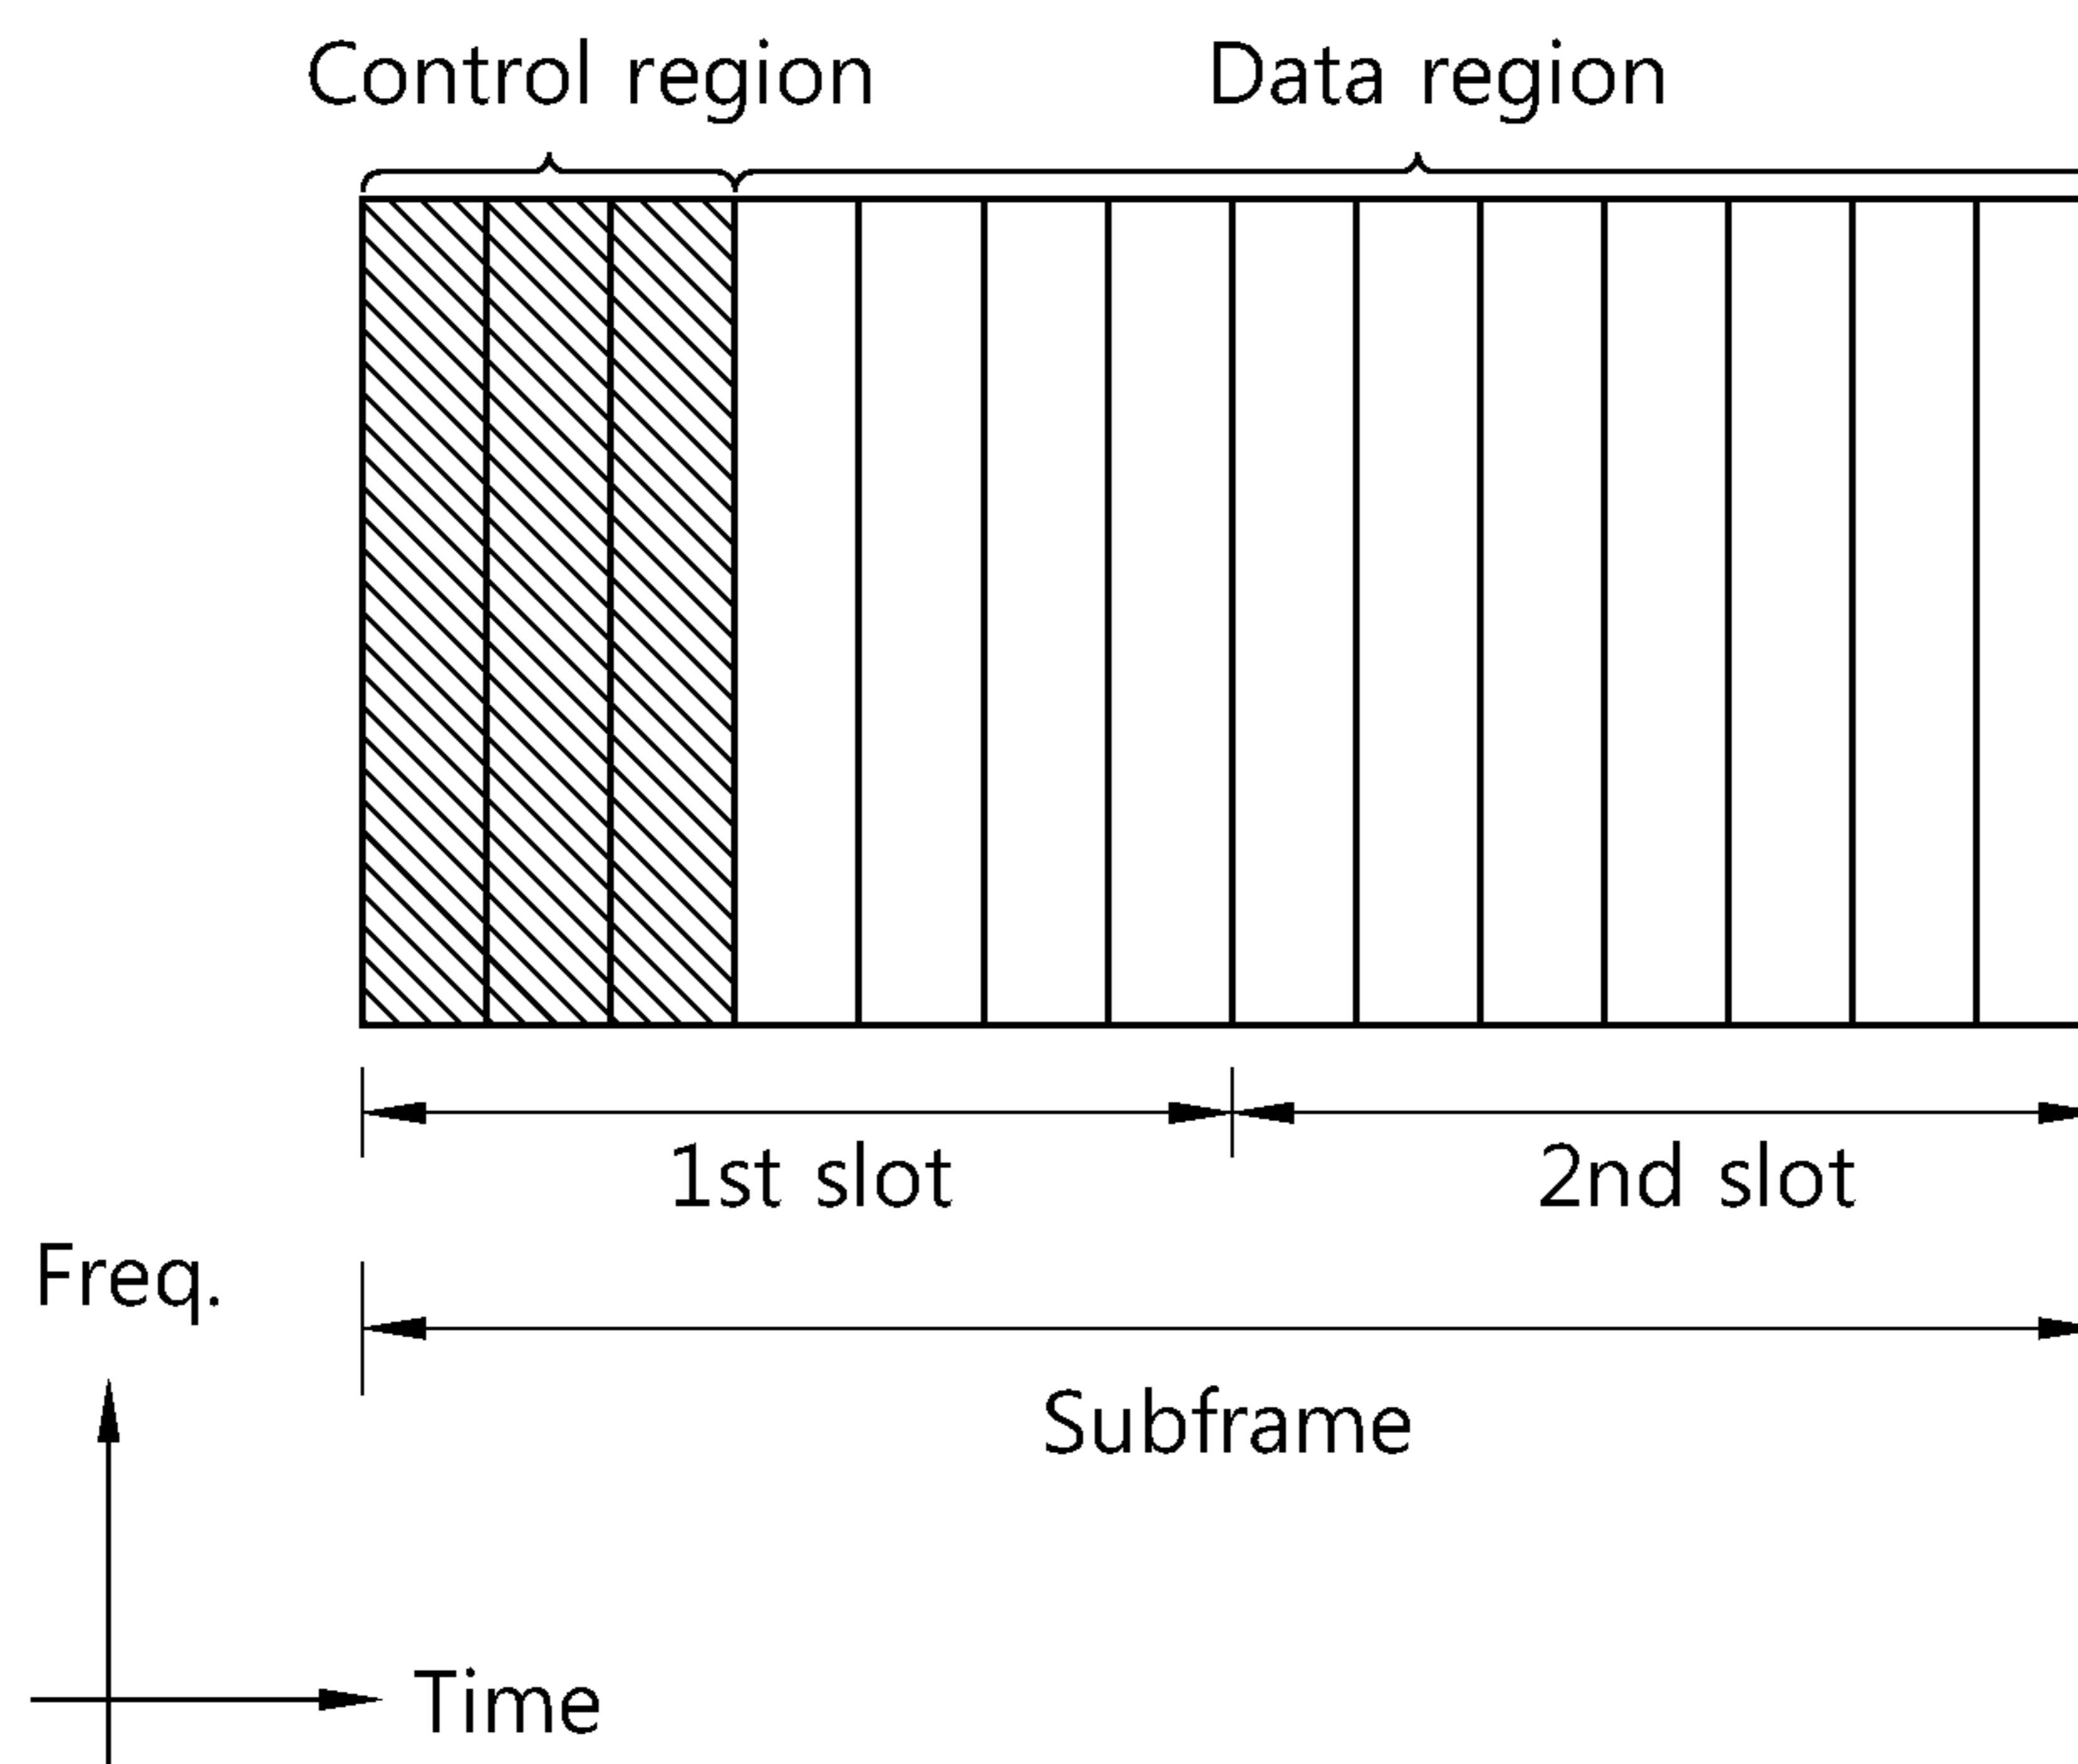 Control region
Data region
1st slot
2nd slot
Freq.
Subframe
Time